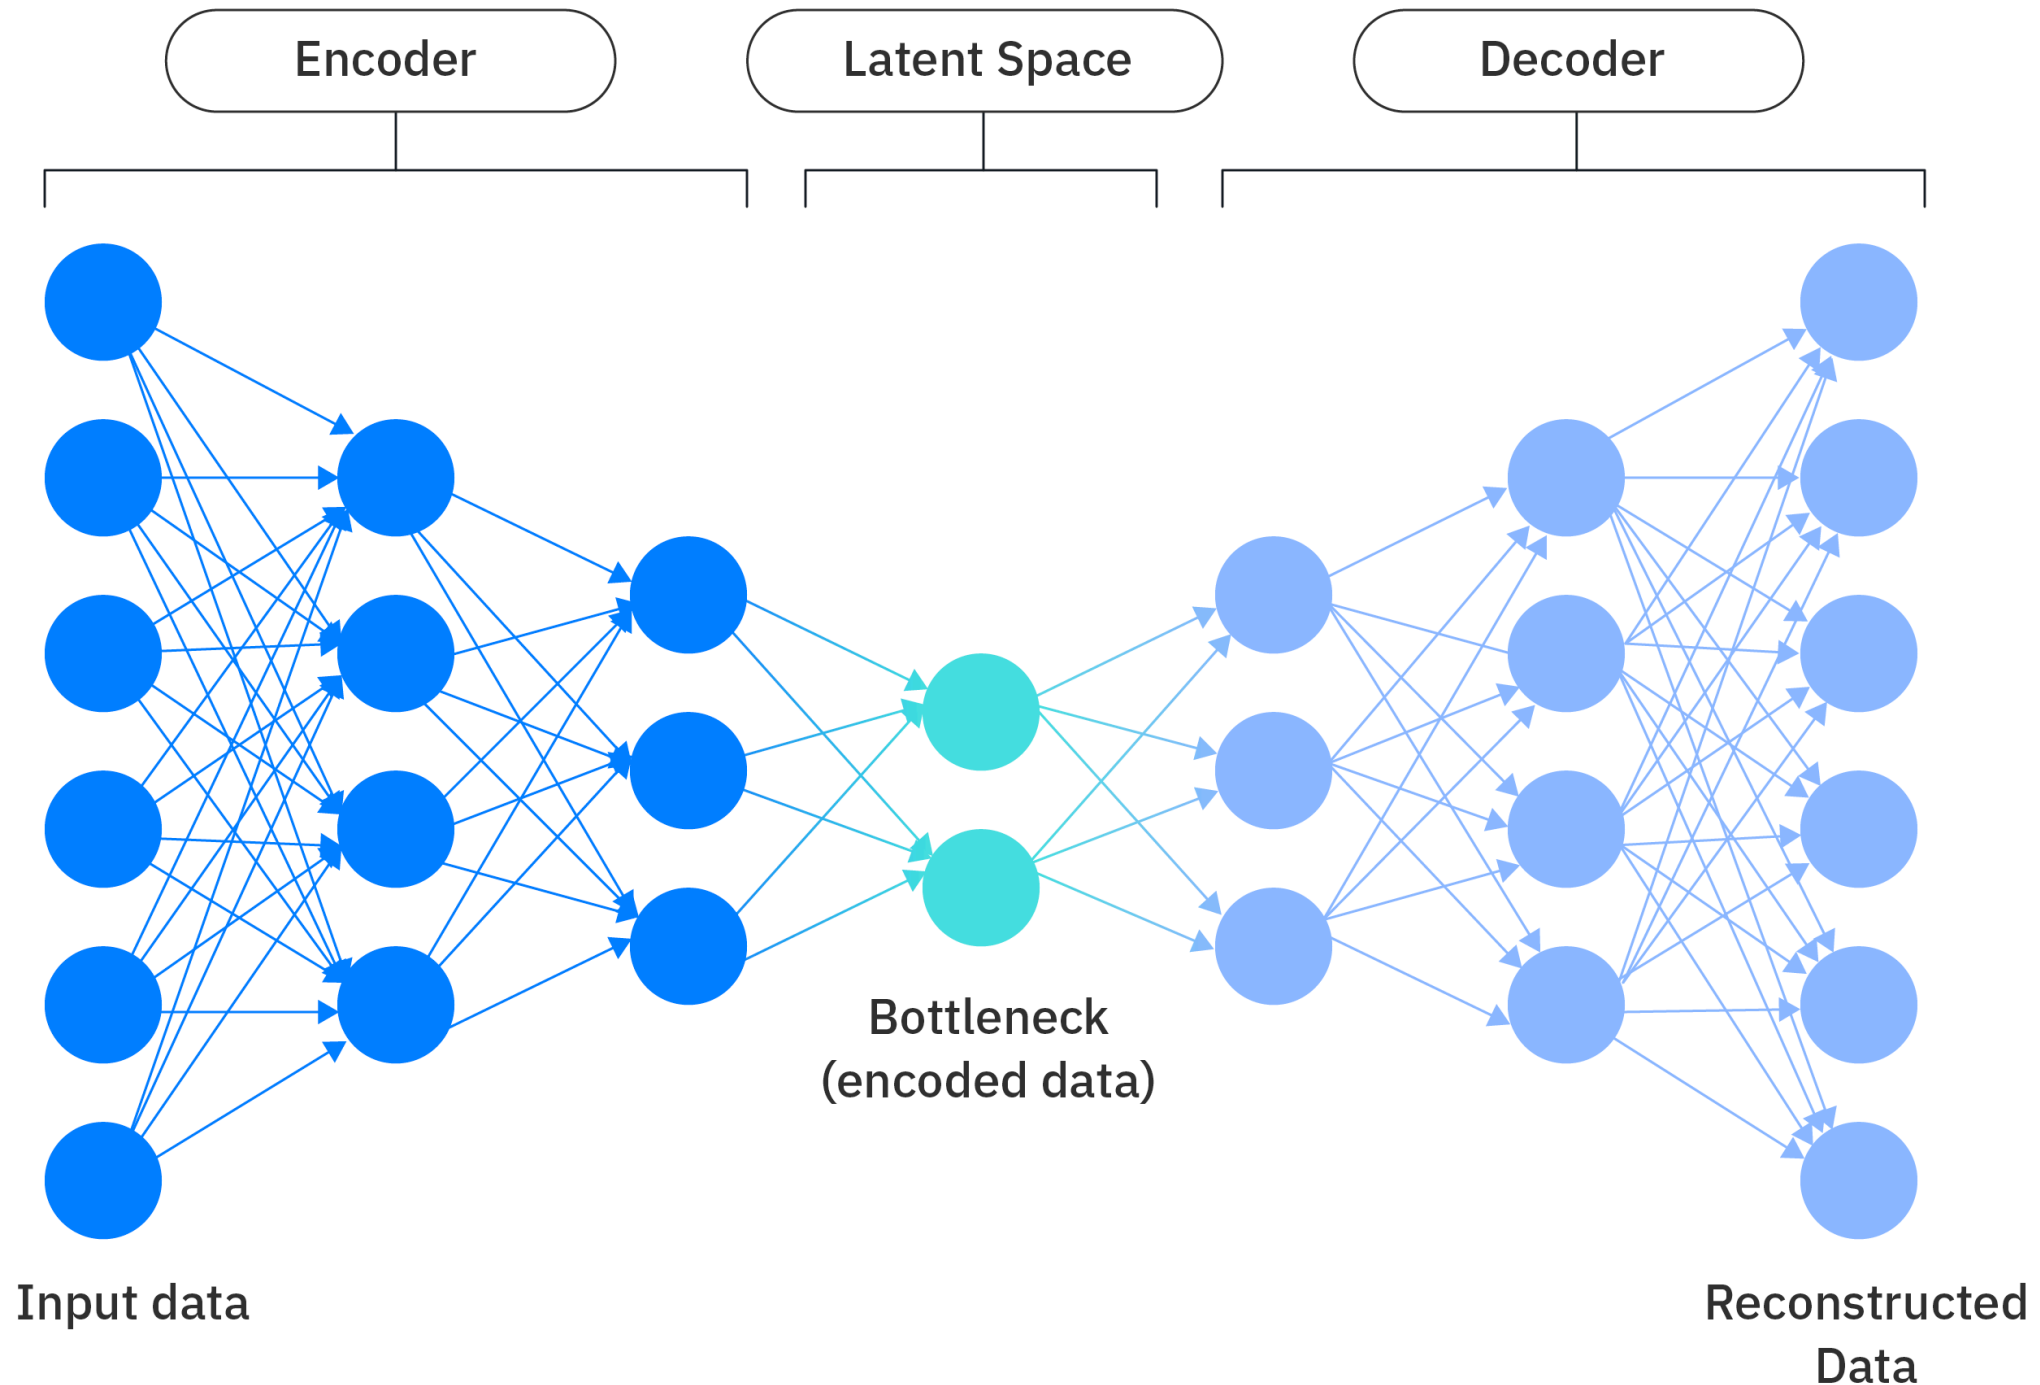 Encoder
Latent Space
Decoder
Bottleneck
(encoded data)
Input data
Reconstructed
Data